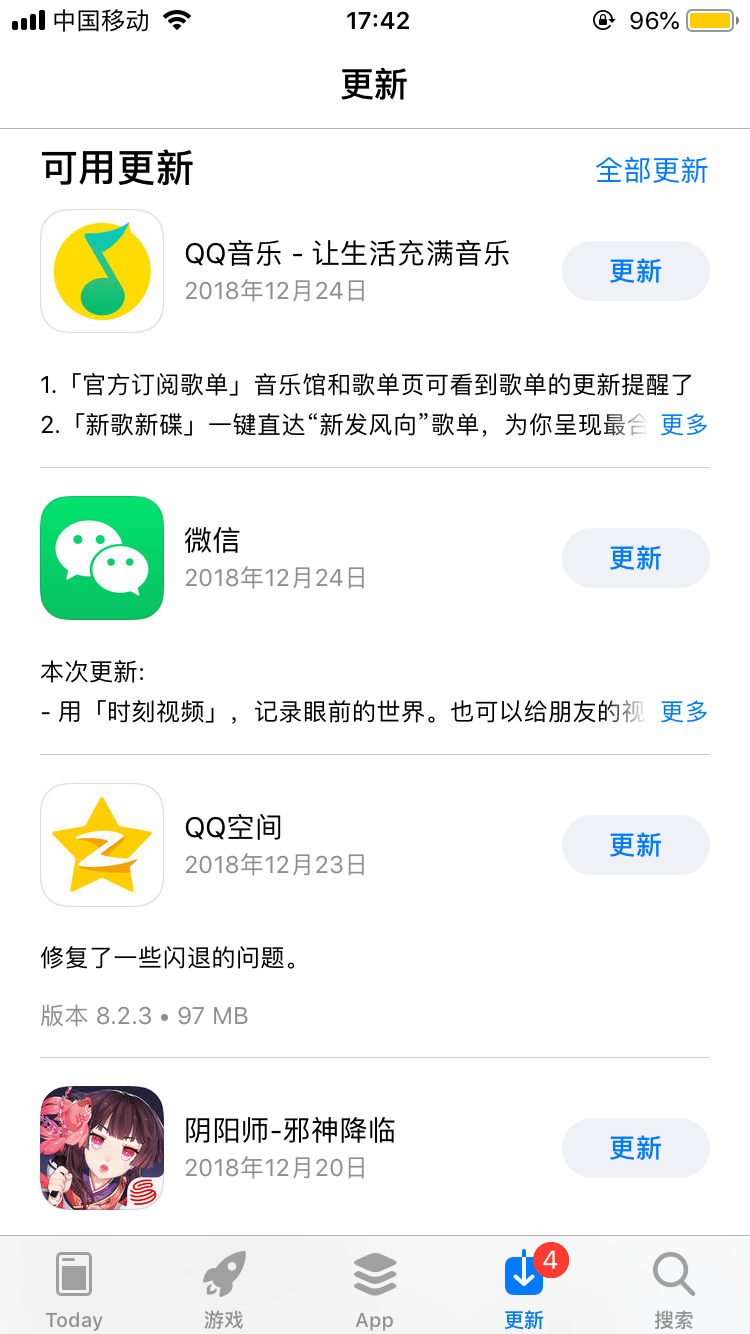 中国移动 17:42 96%
更新
可用更新 全部更新
QQ音乐 - 让生活充满音乐
2018年12月24日
更新
1.「官方订阅歌单」音乐馆和歌单页可看到歌单的更新提醒了
2.「新歌新碟」一键直达“新发风向”歌单，为你呈现最合 更多
微信
2018年12月24日
更新
本次更新:
- 用「时刻视频」，记录眼前的世界。也可以给朋友的视 更多
QQ空间
2018年12月23日
更新
修复了一些闪退的问题。
版本 8.2.3 • 97 MB
阴阳师-邪神降临
2018年12月20日
更新
4
Today 游戏 App 更新 搜索